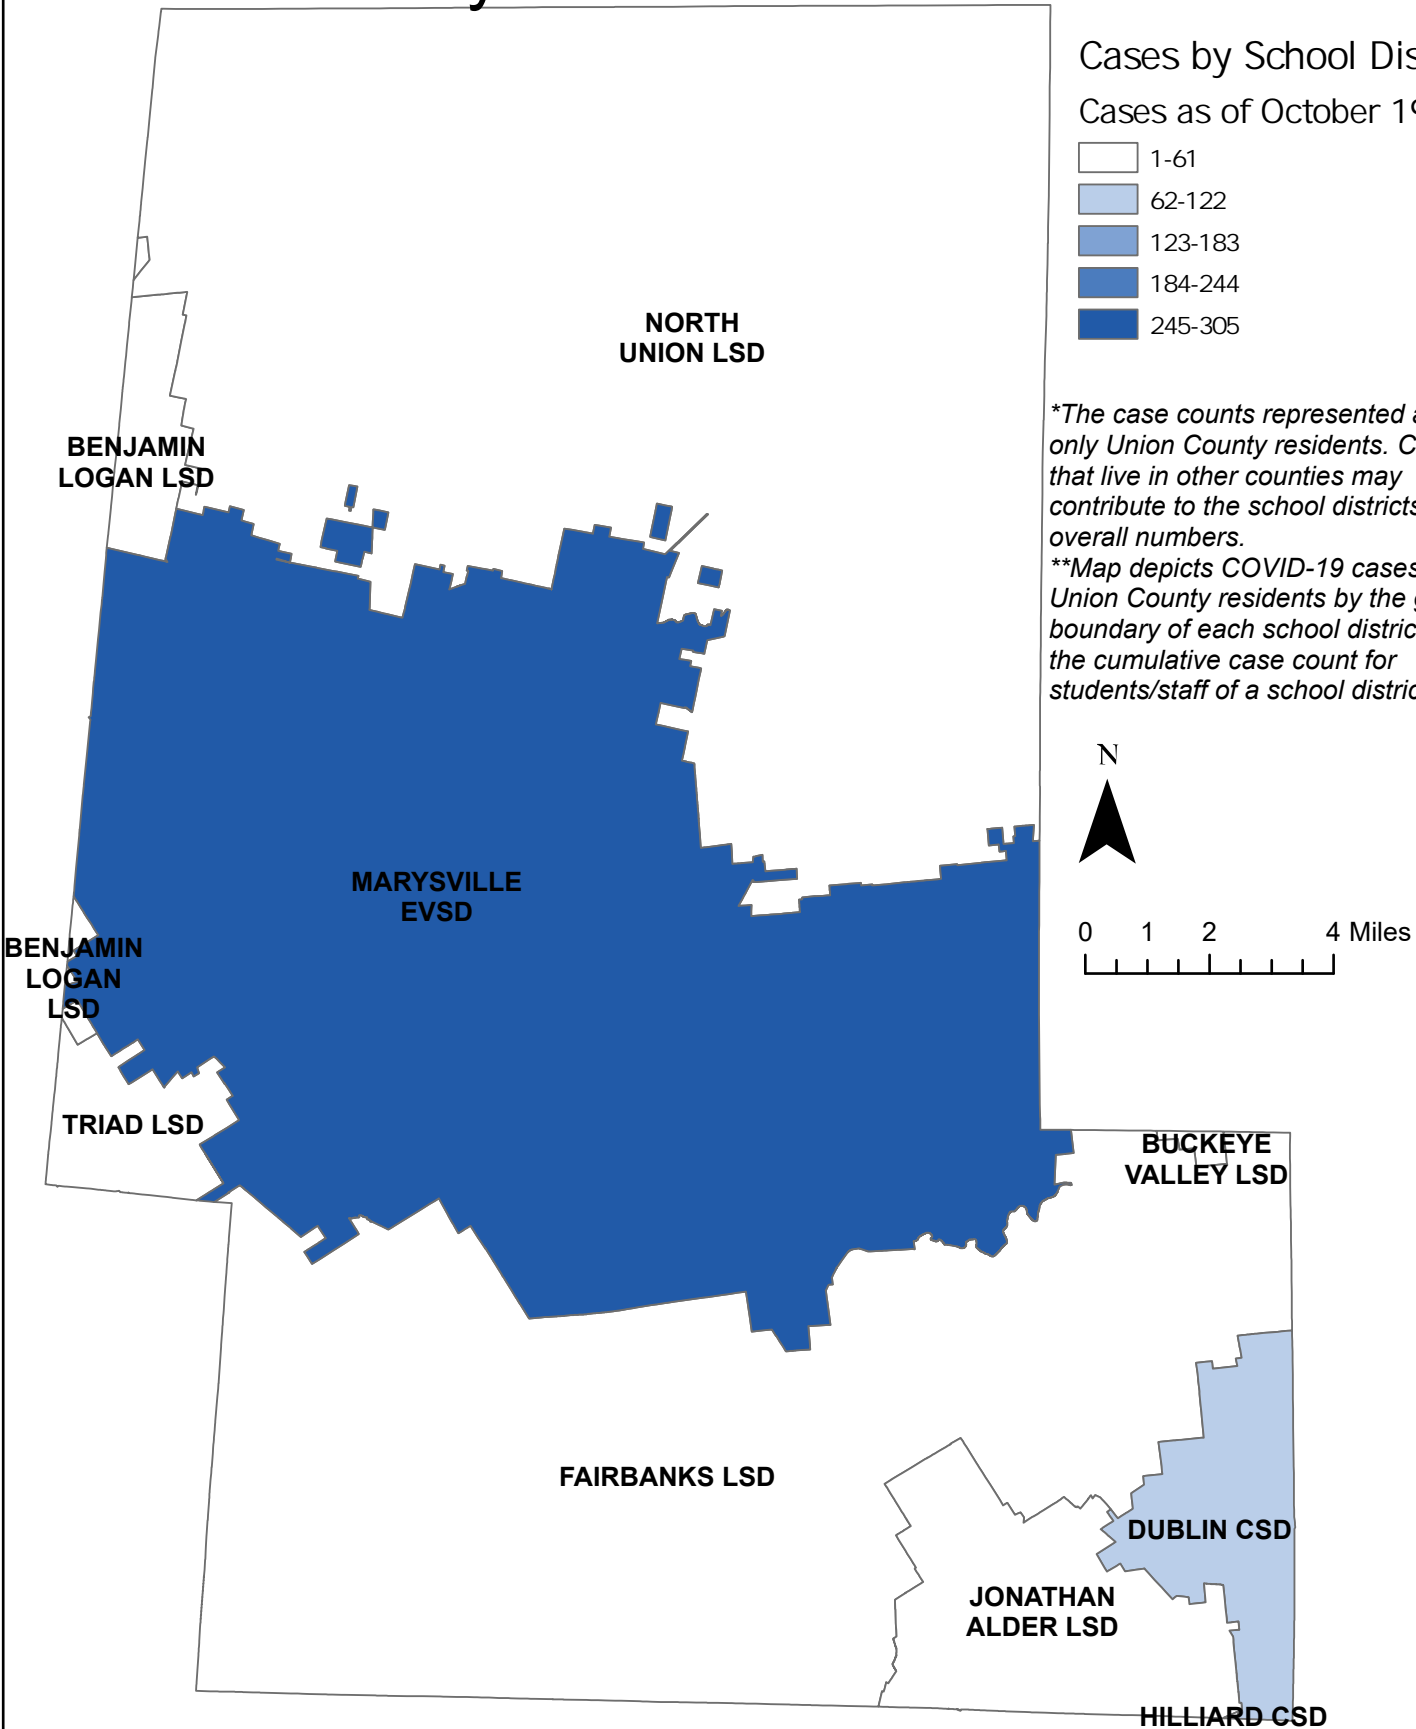 Cases by School
Cases as of October
1-61
62-122
123-183
184-244
245-305
*The case counts represented
only Union County residents.
that live in other counties may
contribute to the school districts
overall numbers.
**Map depicts COVID-19 cases
Union County residents by the
boundary of each school
the cumulative case count for
students/staff of a school
N
0 1 2 4 Miles
NORTH
UNION LSD
BENJAMIN
LOGAN LSD
MARYSVILLE
EVSD
BENJAMIN
LOGAN
LSD
TRIAD LSD
BUCKEYE
VALLEY LSD
FAIRBANKS LSD
DUBLIN CSD
JONATHAN
ALDER LSD
HILLIARD CSD